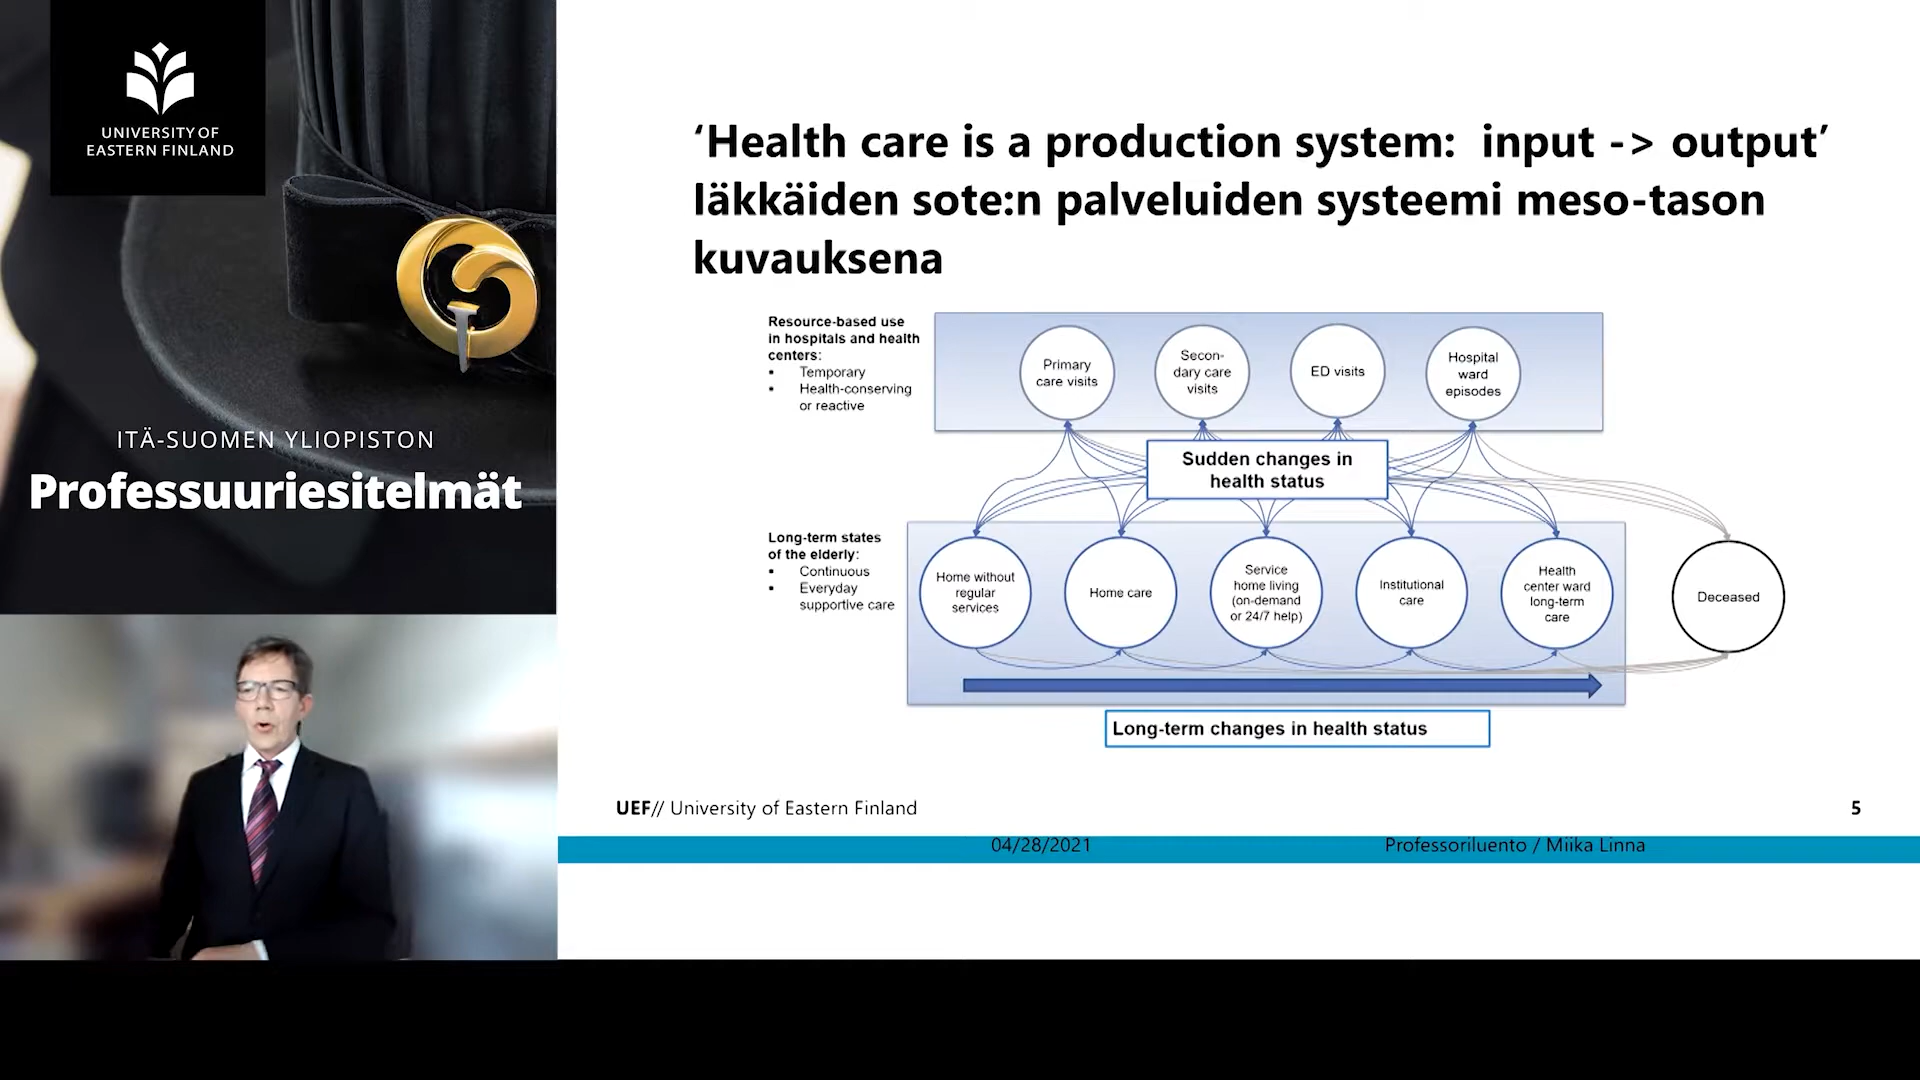 UNIVERSITY OF
EASTERN FINLAND
ITÄ-SUOMEN YLIOPISTON
Professuuriesitelmät
‘Health care is a production system:  input -> output’
Iäkkäiden sote:n palveluiden systeemi meso-tason
kuvauksena
Resource-based use
in hospitals and health
centers:
▪ Temporary
▪ Health-conserving
or reactive
Primary
care visits
Secon-
dary care
visits
ED visits
Hospital
ward
episodes
Sudden changes in
health status
Long-term states
of the elderly:
▪ Continuous
▪ Everyday
supportive care
Home without
regular
services
Home care
Service
home living
(on-demand
or 24/7 help)
Institutional
care
Health
center ward
long-term
care
Deceased
Long-term changes in health status
UEF// University of Eastern Finland
5
04/28/2021
Professoriluento / Miika Linna